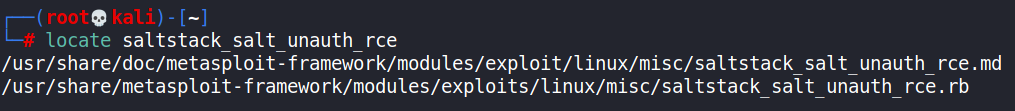 ┌──(root💀kali)-[~]
└─# locate saltstack_salt_unauth_rce
/usr/share/doc/metasploit-framework/modules/exploit/linux/misc/saltstack_salt_unauth_rce.md
/usr/share/metasploit-framework/modules/exploits/linux/misc/saltstack_salt_unauth_rce.rb